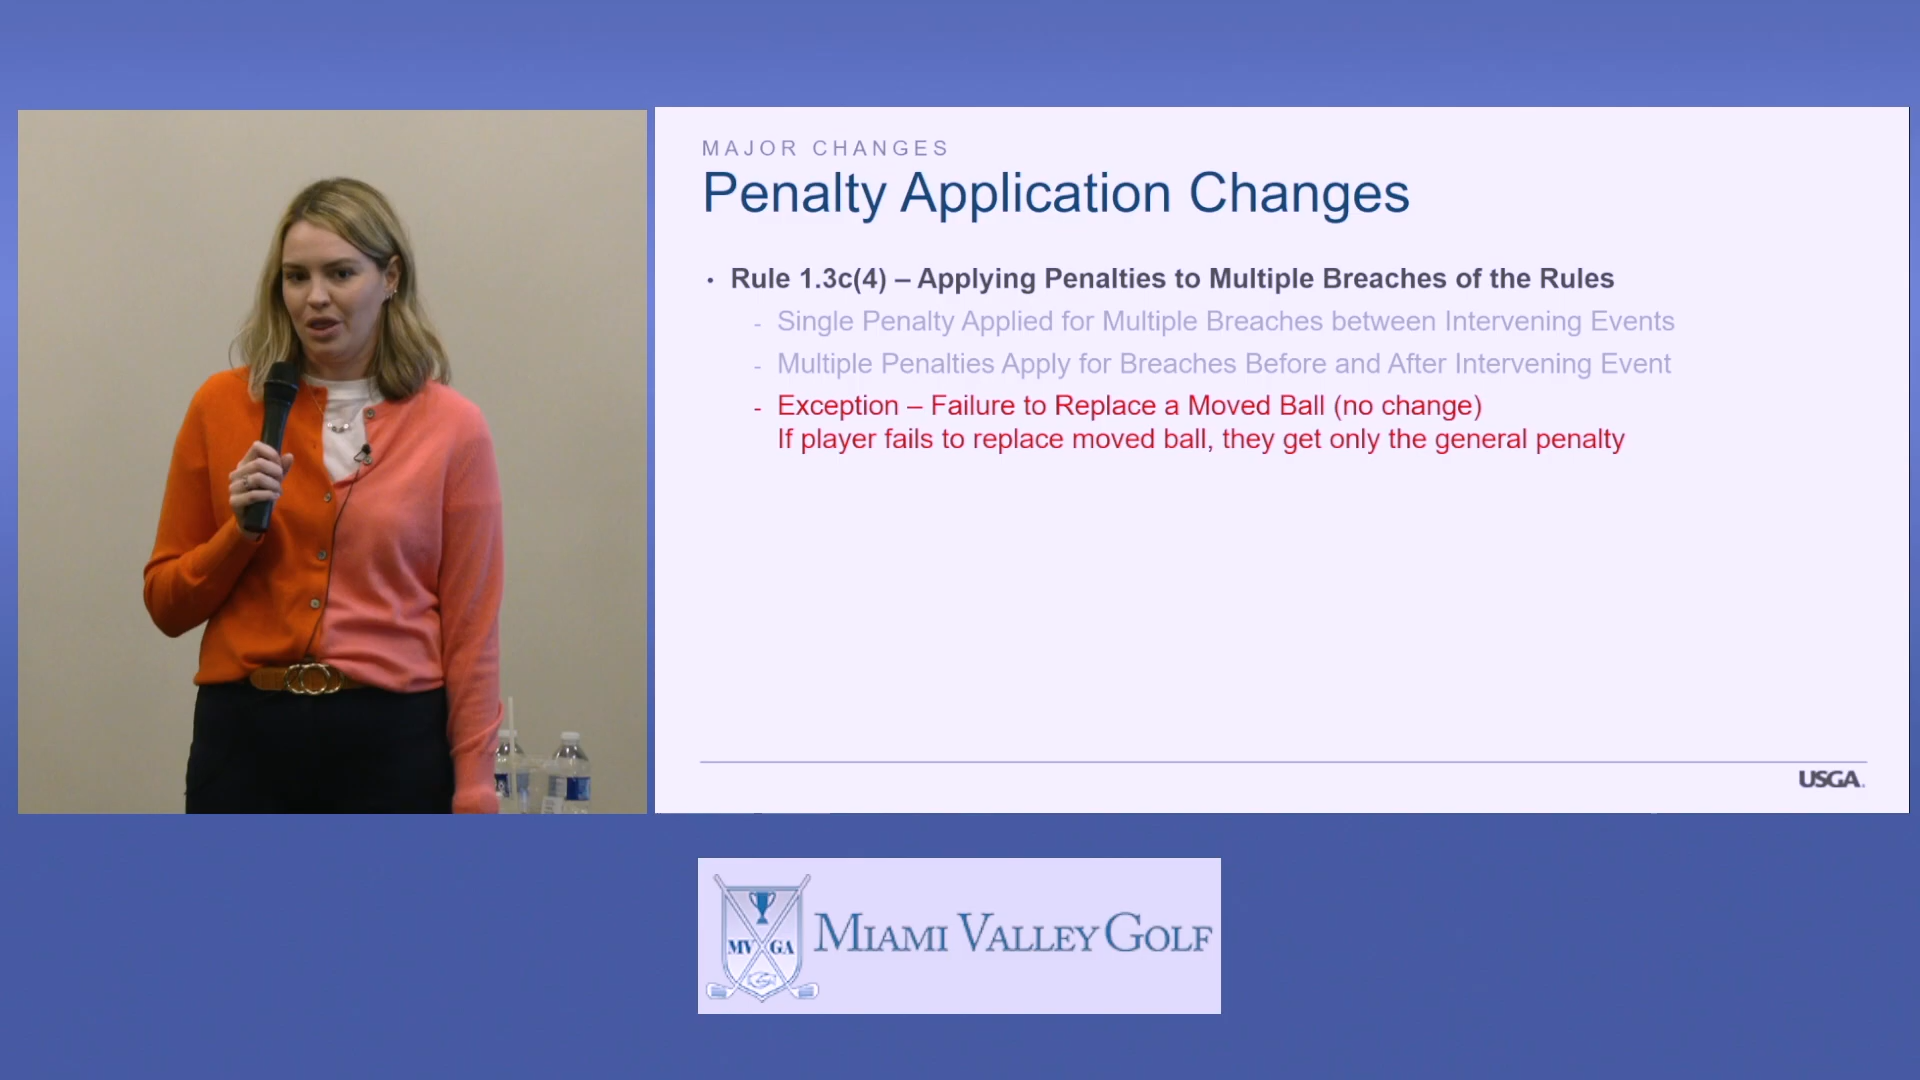 MAJOR CHANGES
Penalty Application Changes
• Rule 1.3c(4) – Applying Penalties to Multiple Breaches of the Rules
- Single Penalty Applied for Multiple Breaches between Intervening Events
- Multiple Penalties Apply for Breaches Before and After Intervening Event
- Exception – Failure to Replace a Moved Ball (no change)
If player fails to replace moved ball, they get only the general penalty
USGA.
MV GA
MIAMI VALLEY GOLF